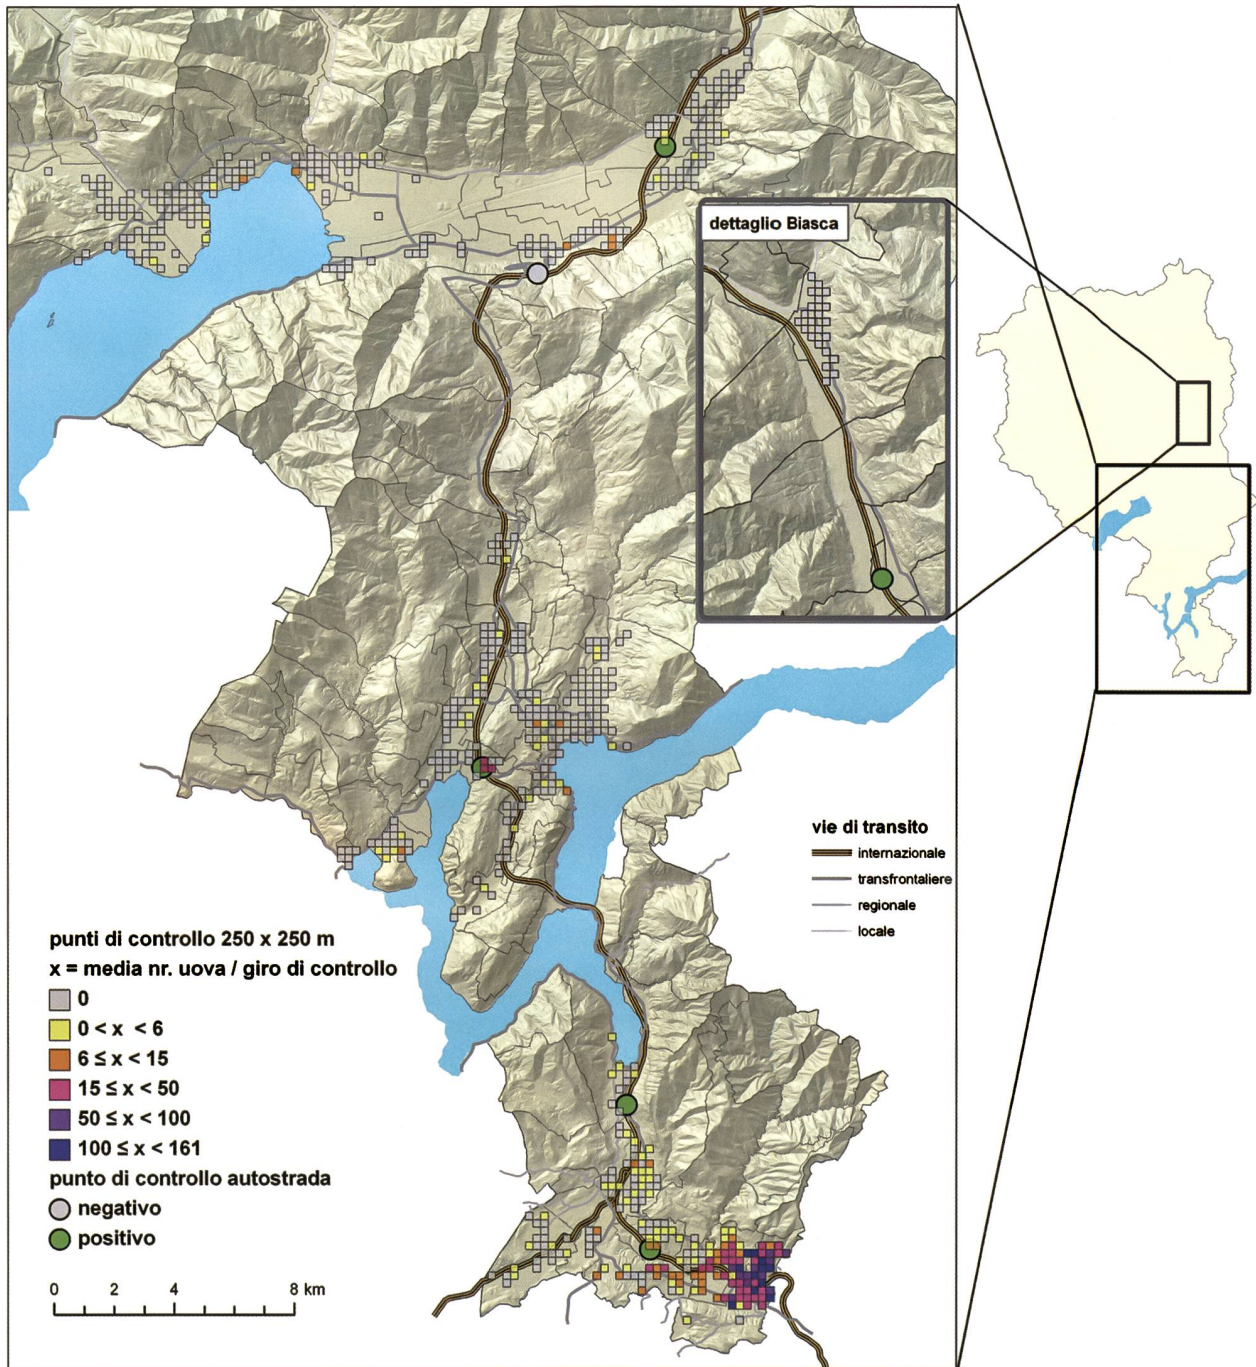 dettaglio Biasca
vie di transito
internazionale
transfrontaliere
regionale
locale
punti di controllo 250 x 250 m
x = media nr. uova / giro di controllo
0
0 < x < 6
6 ≤ x < 15
15 ≤ x < 50
50 ≤ x < 100
100 ≤ x < 161
punto di controllo autostrada
negativo
positivo
0 2 4 8 km